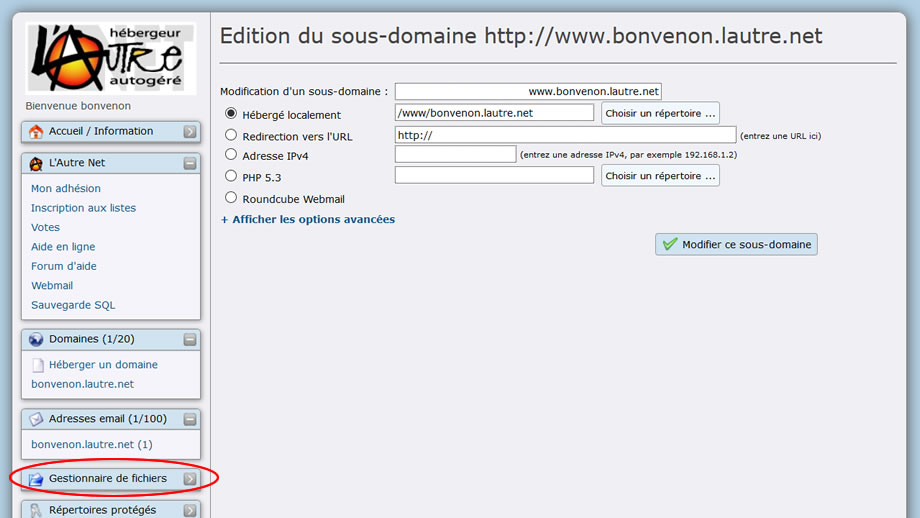 hébergeur
L'AUTRE
autogéré
Bienvenue bonvenon
Accueil / Information
L'Autre Net
Mon adhésion
Inscription aux listes
Votes
Aide en ligne
Forum d'aide
Webmail
Sauvegarde SQL
Domaines (1/20)
Héberger un domaine
bonvenon.lautre.net
Adresses email (1/100)
bonvenon.lautre.net (1)
Gestionnaire de fichiers
Répertoires protégés
Edition du sous-domaine http://www.bonvenon.lautre.net
Modification d'un sous-domaine : www.bonvenon.lautre.net
Hébergé localement /www/bonvenon.lautre.net Choisir un répertoire ...
Redirection vers l'URL http:// (entrez une URL ici)
Adresse IPv4 (entrez une adresse IPv4, par exemple 192.168.1.2)
PHP 5.3 Choisir un répertoire ...
Roundcube Webmail
+ Afficher les options avancées
Modifier ce sous-domaine